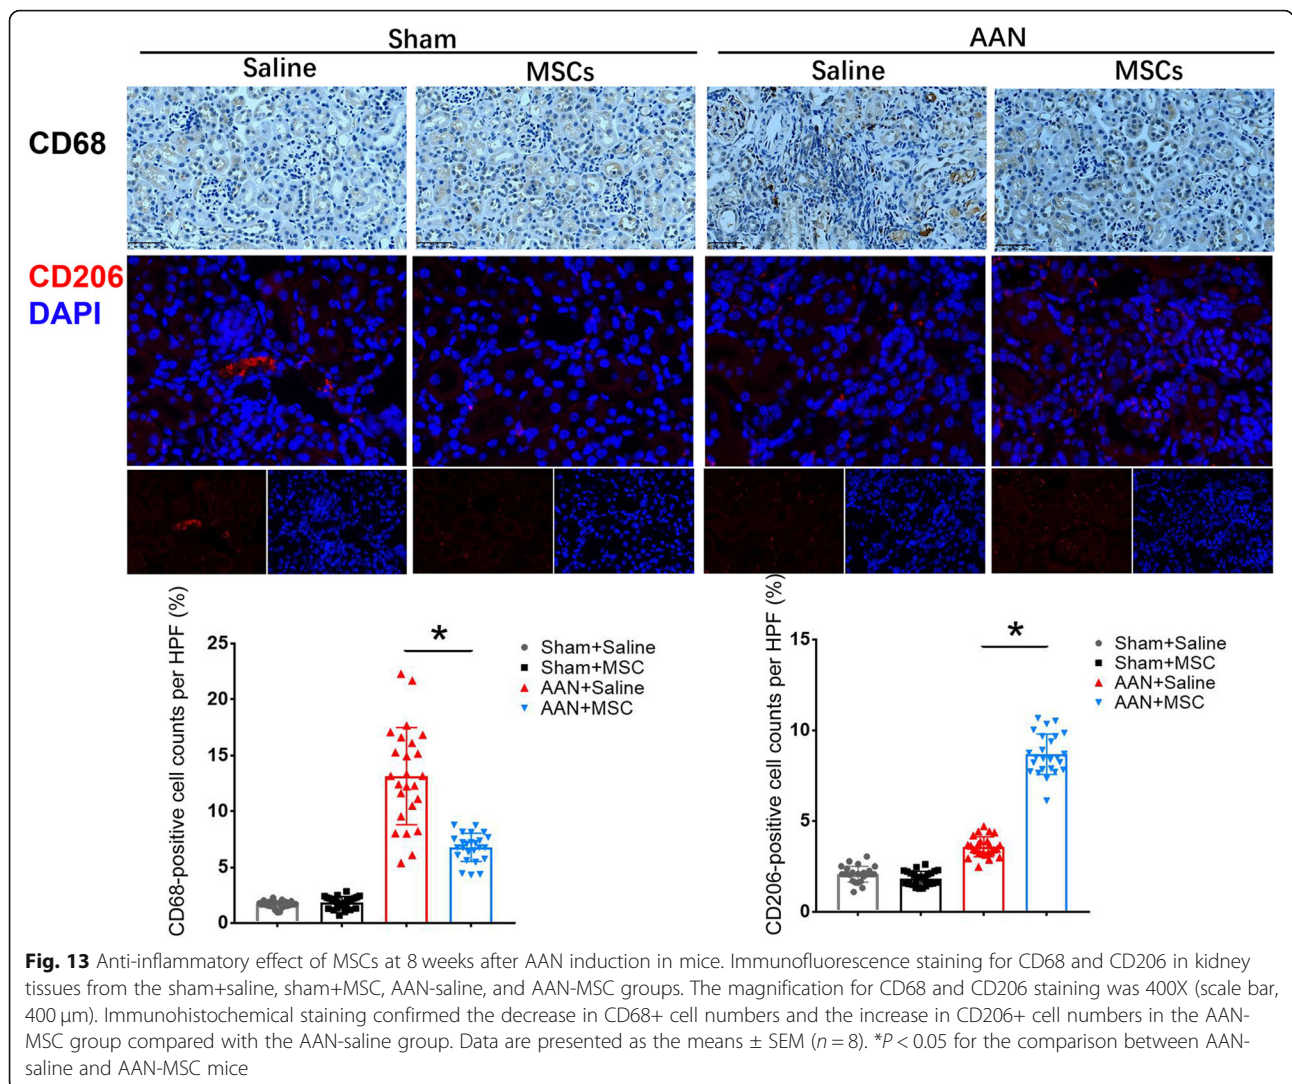 Sham
AAN
Saline
MSCs
Saline
MSCs
CD68
CD206
DAPI
CD68-positive cell counts per HPF (%)
25
20
15
10
5
0
*
Sham+Saline
Sham+MSC
AAN+Saline
AAN+MSC
CD206-positive cell counts per HPF (%)
15
10
5
0
*
Sham+Saline
Sham+MSC
AAN+Saline
AAN+MSC
Fig. 13 Anti-inflammatory effect of MSCs at 8 weeks after AAN induction in mice. Immunofluorescence staining for CD68 and CD206 in kidney
tissues from the sham+saline, sham+MSC, AAN-saline, and AAN-MSC groups. The magnification for CD68 and CD206 staining was 400X (scale bar,
400 μm). Immunohistochemical staining confirmed the decrease in CD68+ cell numbers and the increase in CD206+ cell numbers in the AAN-
MSC group compared with the AAN-saline group. Data are presented as the means ± SEM (n = 8). *P < 0.05 for the comparison between AAN-
saline and AAN-MSC mice